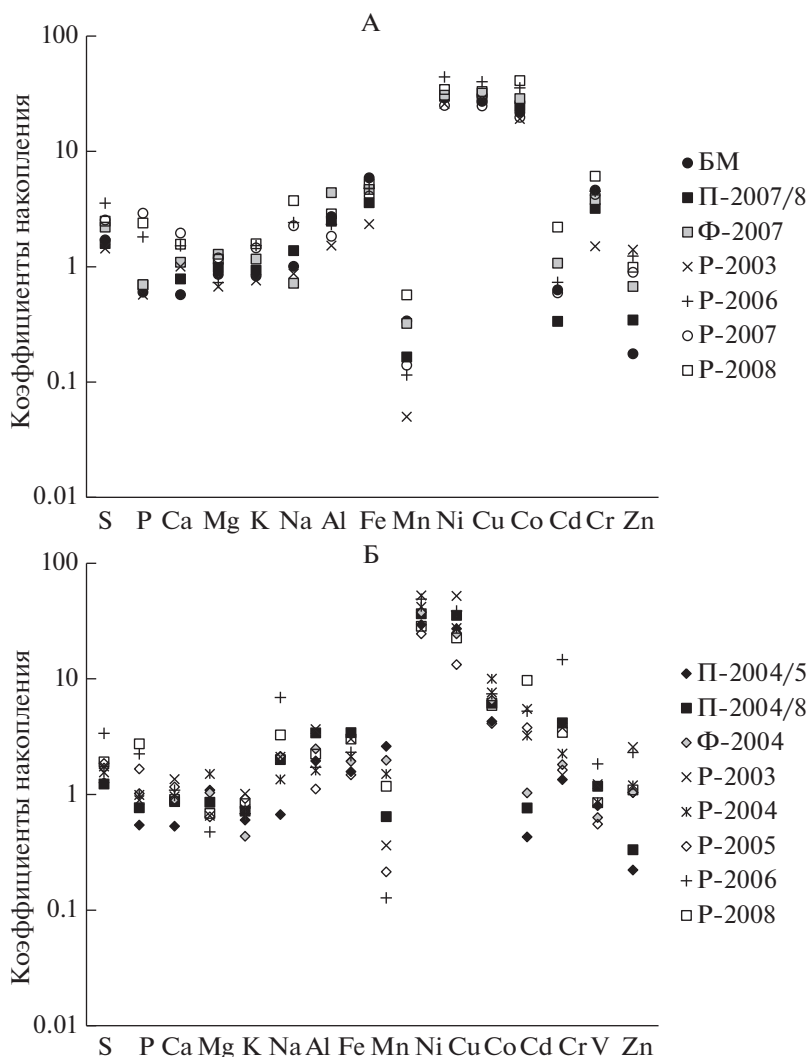 А
Коэффициенты накопления
100
10
1
0.1
0.01
S P Ca Mg K Na Al Fe Mn Ni Cu Co Cd Cr Zn
БМ
П-2007/8
Ф-2007
Р-2003
Р-2006
Р-2007
Р-2008
Б
Коэффициенты накопления
100
10
1
0.1
0.01
S P Ca Mg K Na Al Fe Mn Ni Cu Co Cd Cr V Zn
П-2004/5
П-2004/8
Ф-2004
Р-2003
Р-2004
Р-2005
Р-2006
Р-2008